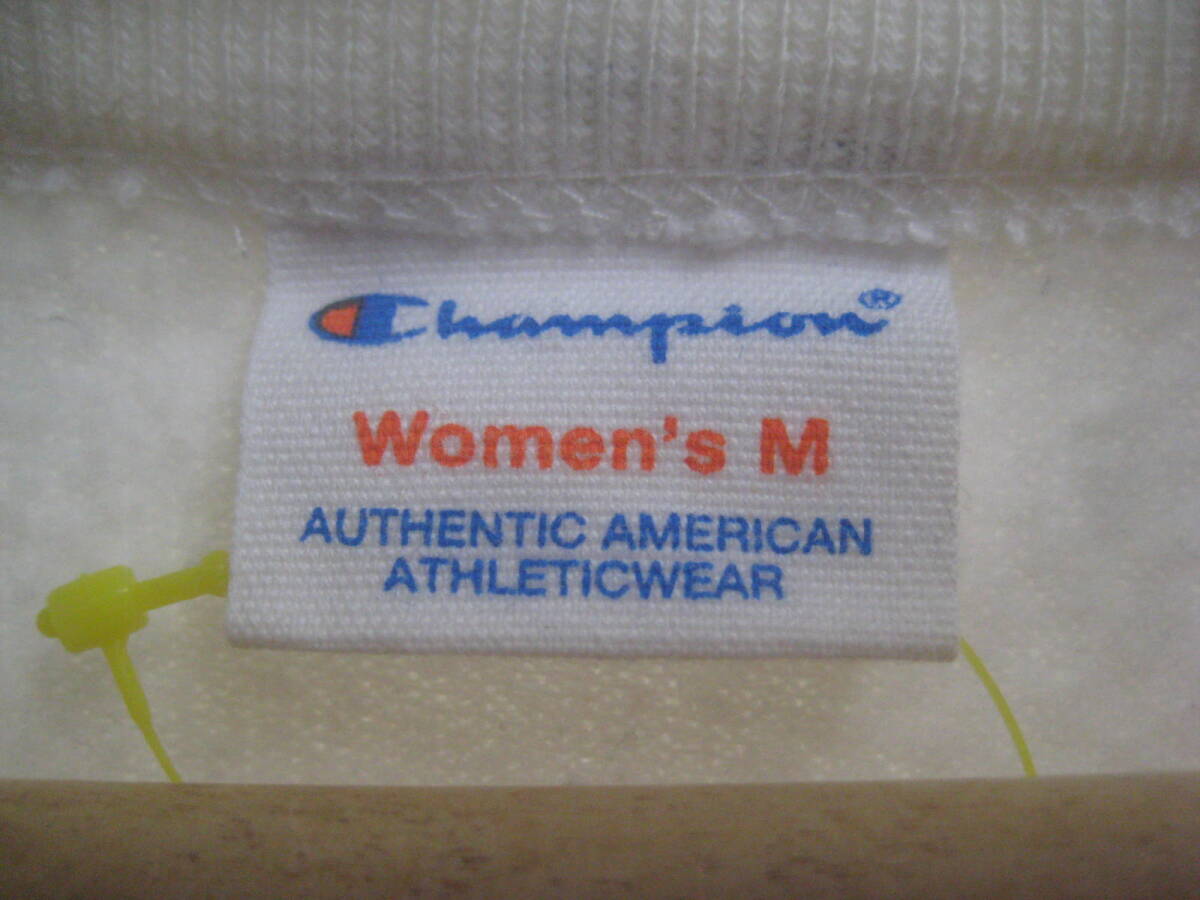 Champion®
Women's M
AUTHENTIC AMERICAN
ATHLETICWEAR